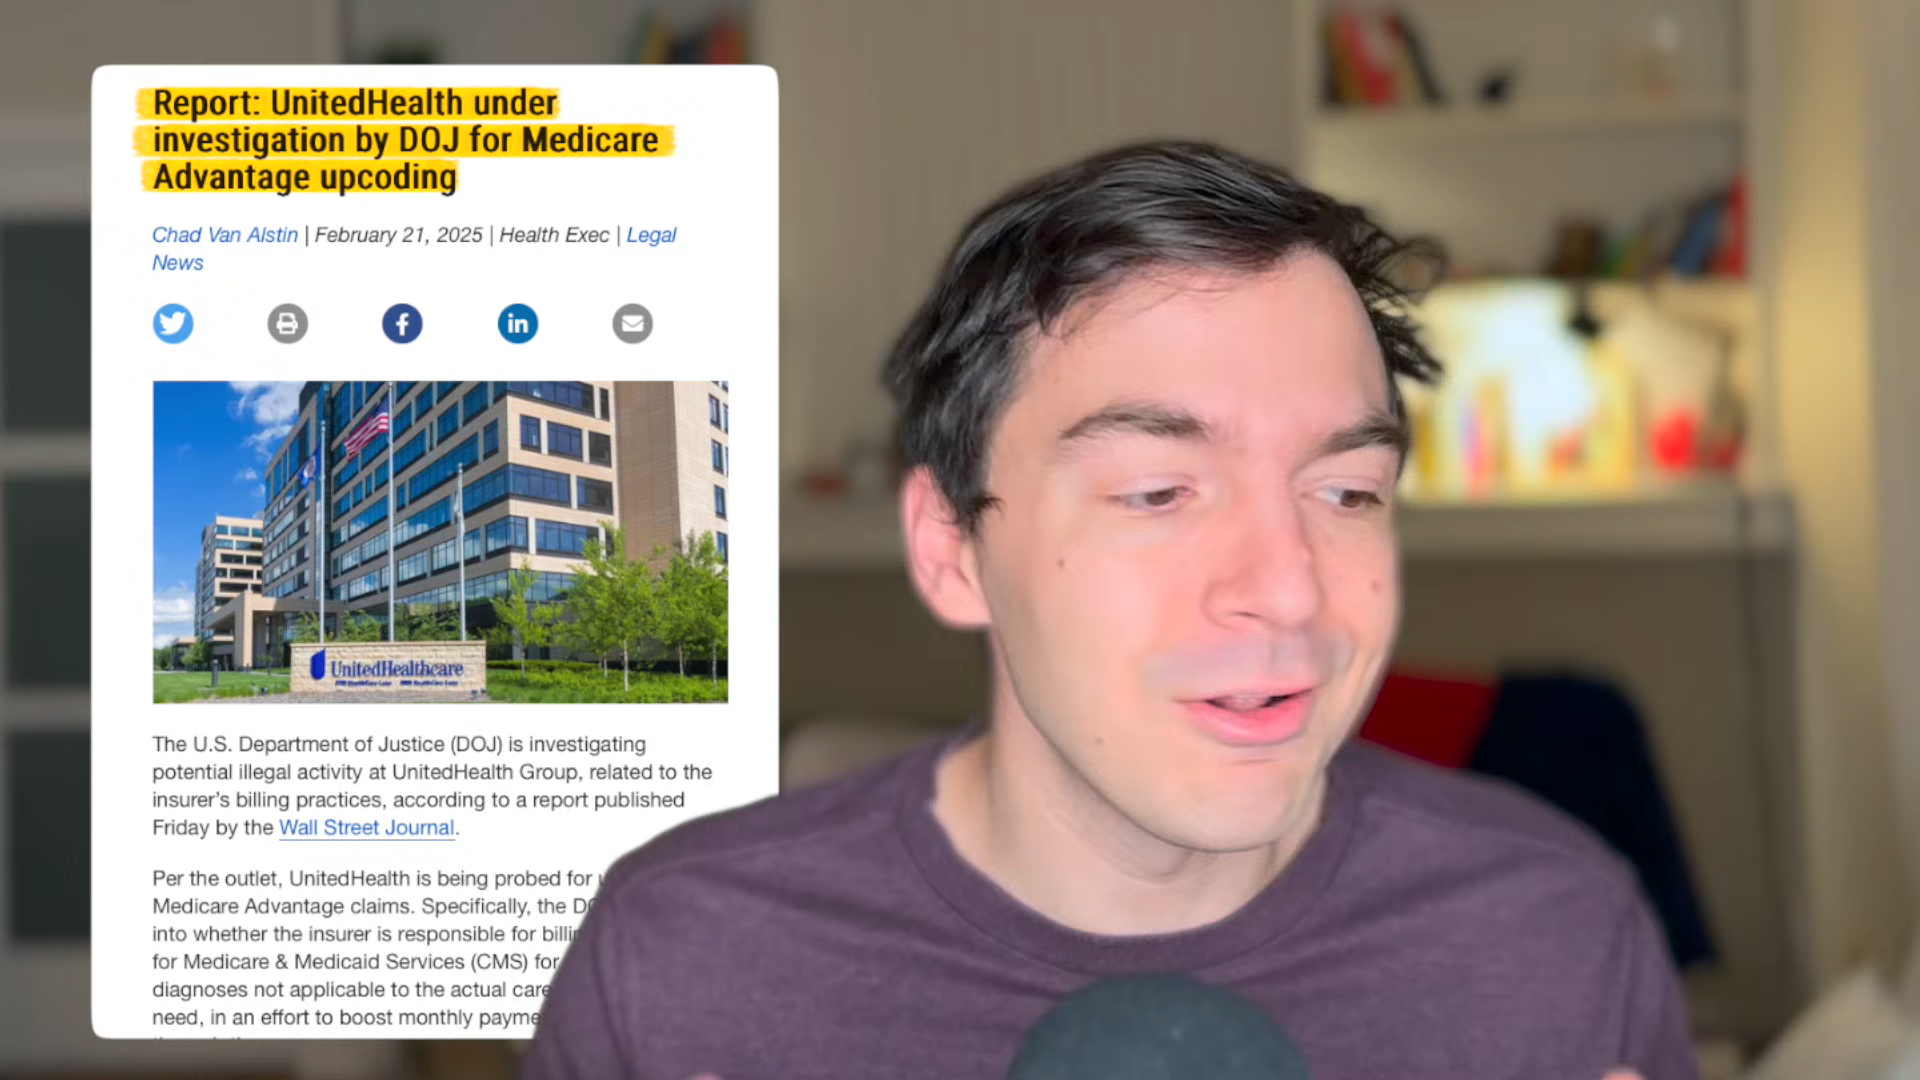 Report: UnitedHealth under
investigation by DOJ for Medicare
Advantage upcoding
Chad Van Alstin | February 21, 2025 | Health Exec | Legal
News
in
UnitedHealthcare
The U.S. Department of Justice (DOJ) is investigating
potential illegal activity at UnitedHealth Group, related to the
insurer's billing practices, according to a report published
Friday by the Wall Street Journal.
Per the outlet, UnitedHealth is being probed for
Medicare Advantage claims. Specifically, the
into whether the insurer is responsible for
for Medicare & Medicaid Services (CMS) for
diagnoses not applicable to the actual care
need, in an effort to boost monthly